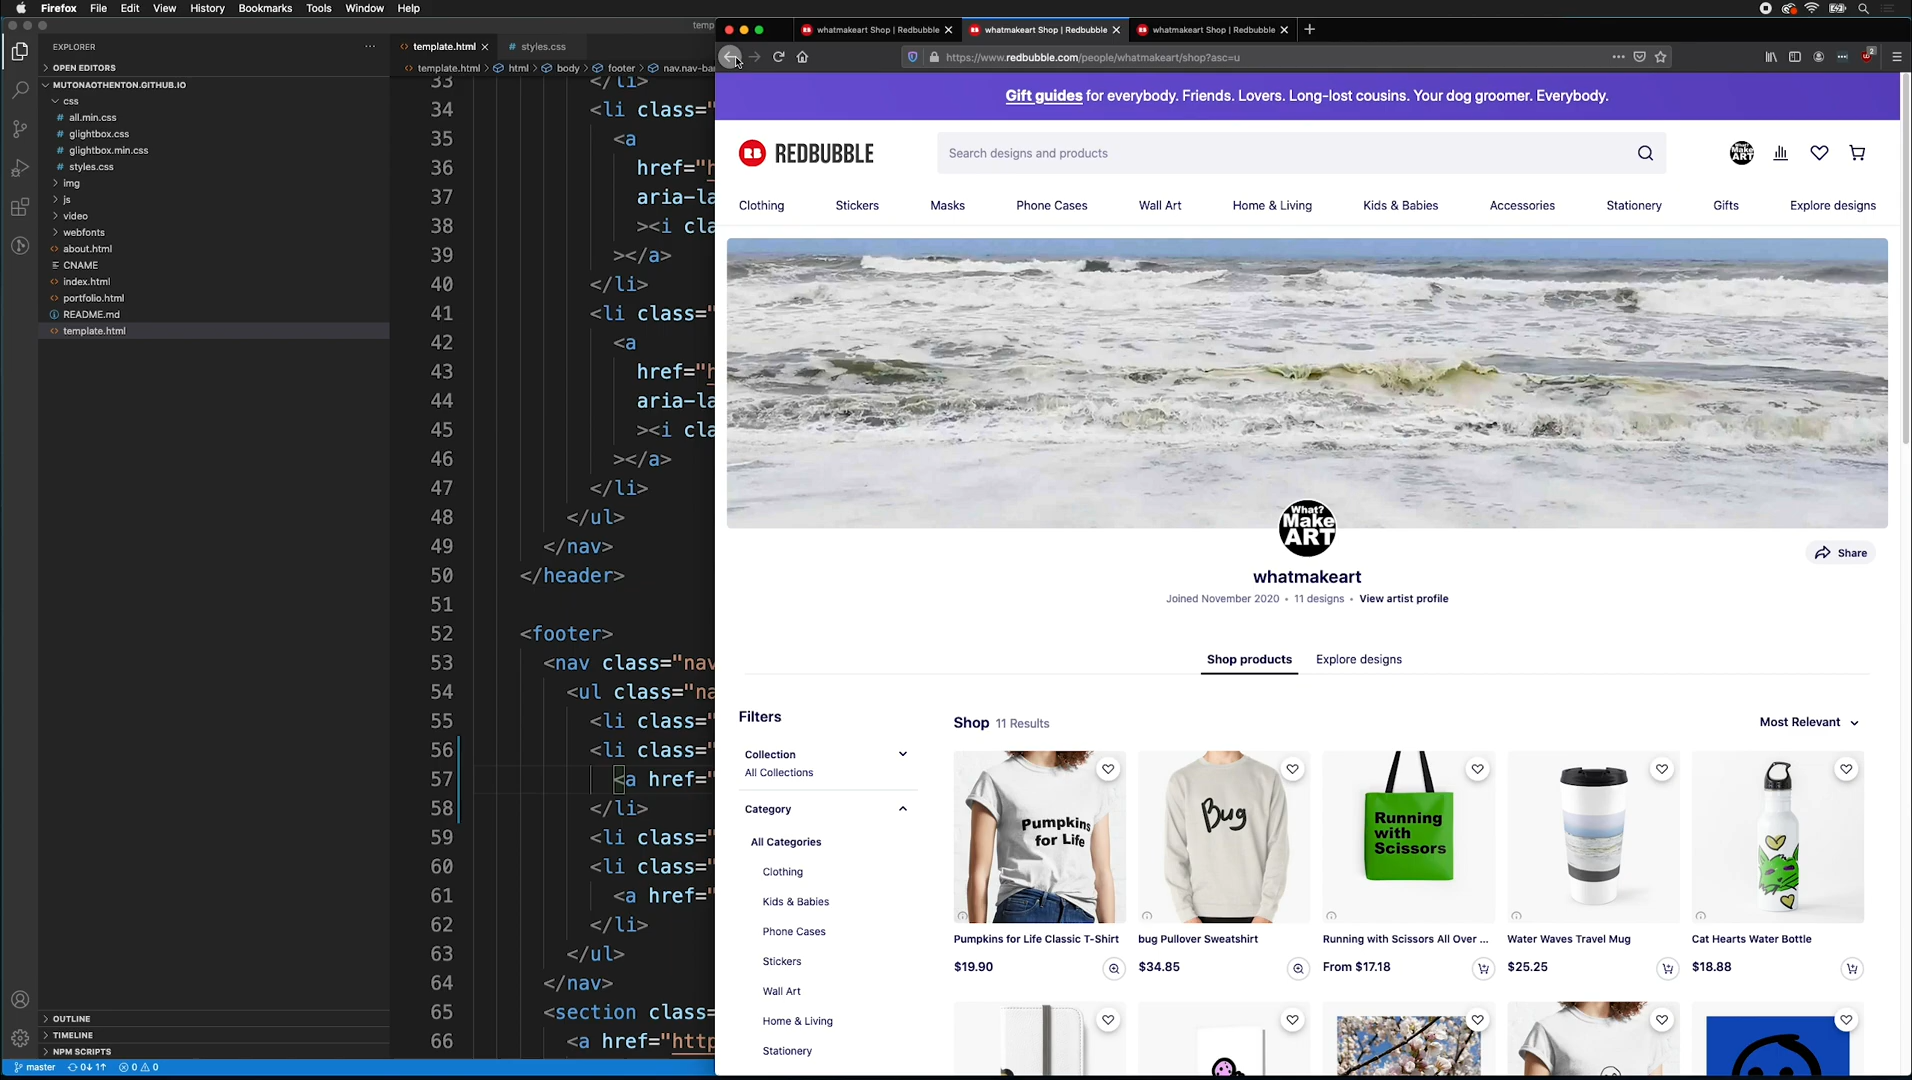 Firefox File Edit View History Bookmarks Tools Window Help
EXPLORER
OPEN EDITORS
MUTONAOTHENTON.GITHUB.IO
css
# all.min.css
# glightbox.css
# glightbox.min.css
# styles.css
img
js
video
webfonts
<> about.html
CNAME
<> index.html
<> portfolio.html
README.md
<> template.html
OUTLINE
TIMELINE
NPM SCRIPTS
master 0↓ 1↑ 0 0
temp
<> template.html # styles.css
<> template.html > html > body > footer > nav.nav-bar
33 </li>
34 <li class="
35 <a
36 href="h
37 aria-la
38 ><i cla
39 ></a>
40 </li>
41 <li class="
42 <a
43 href="h
44 aria-la
45 ><i cla
46 ></a>
47 </li>
48 </ul>
49 </nav>
50 </header>
51
52 <footer>
53 <nav class="nav
54 <ul class="na
55 <li class="
56 <li class="
57 <a href="
58 </li>
59 <li class="
60 <li class="
61 <a href="
62 </li>
63 </ul>
64 </nav>
65 <section class=
66 <a href="http
whatmakeart Shop | Redbubble whatmakeart Shop | Redbubble whatmakeart Shop | Redbubble
https://www.redbubble.com/people/whatmakeart/shop?asc=u
2
Gift guides for everybody. Friends. Lovers. Long-lost cousins. Your dog groomer. Everybody.
RB REDBUBBLE
Search designs and products
What?
Make
ART
Clothing Stickers Masks Phone Cases Wall Art Home & Living Kids & Babies Accessories Stationery Gifts Explore designs
What?
Make
ART
Share
whatmakeart
Joined November 2020 • 11 designs • View artist profile
Shop products Explore designs
Filters
Collection
All Collections
Category
All Categories
Clothing
Kids & Babies
Phone Cases
Stickers
Wall Art
Home & Living
Stationery
Shop 11 Results
Most Relevant
Pumpkins
for Life
Bug
Running
with
Scissors
Pumpkins for Life Classic T-Shirt
$19.90
bug Pullover Sweatshirt
$34.85
Running with Scissors All Over ...
From $17.18
Water Waves Travel Mug
$25.25
Cat Hearts Water Bottle
$18.88